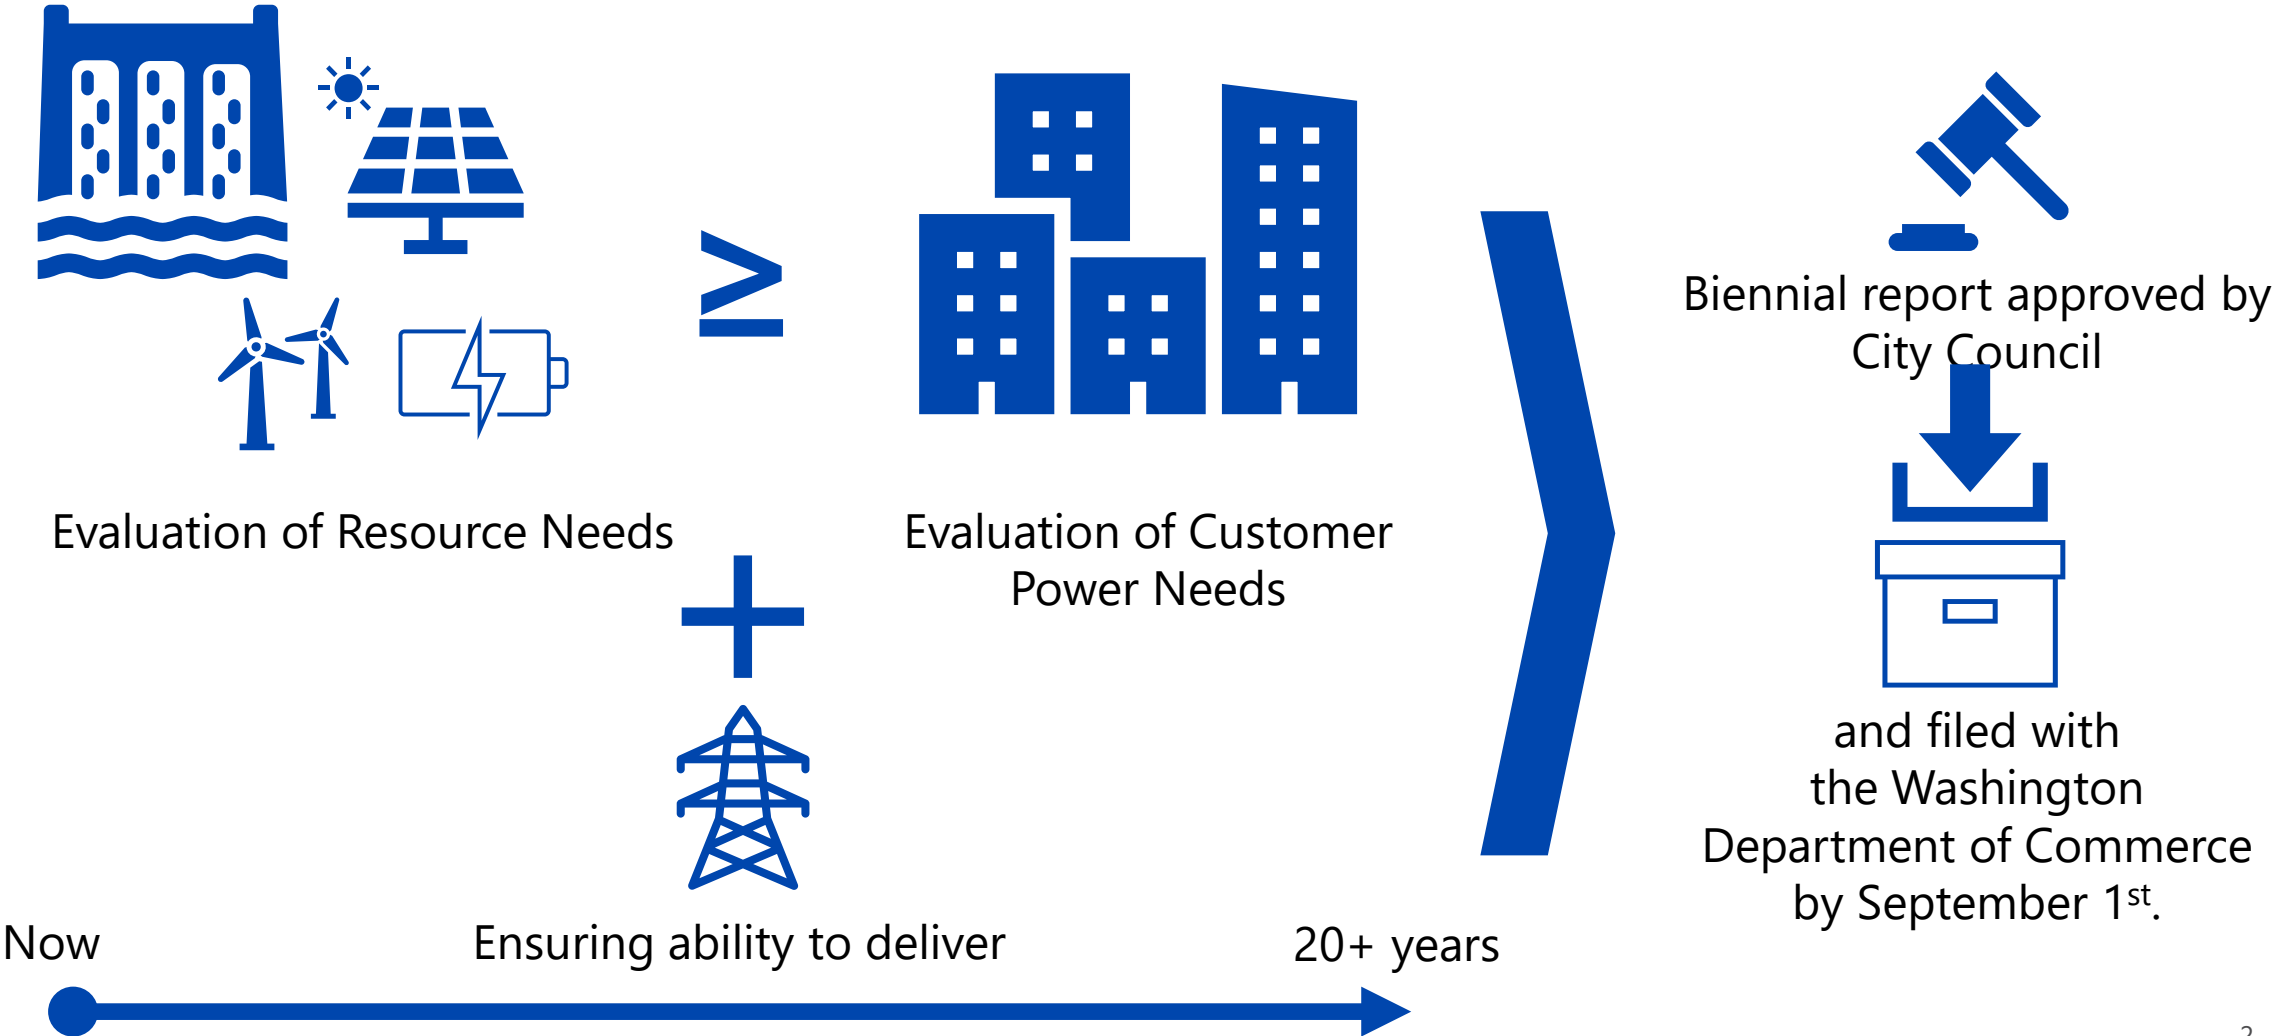 ≥
Evaluation of Resource Needs
Evaluation of Customer
Power Needs
+
Ensuring ability to deliver
Now
20+ years
Biennial report approved by
City Council
and filed with
the Washington
Department of Commerce
by September 1st.
2